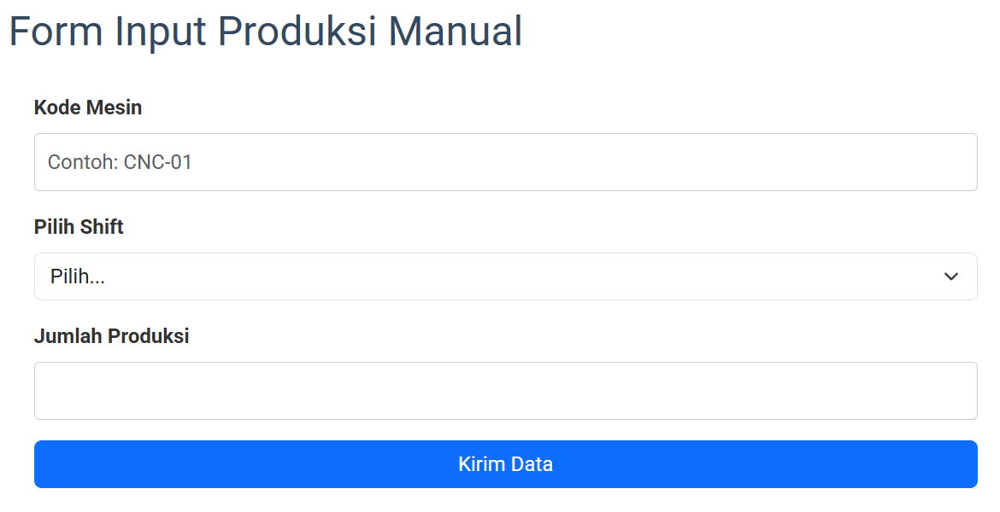 Form Input Produksi Manual
Kode Mesin
Contoh: CNC-01
Pilih Shift
Pilih...
Jumlah Produksi
Kirim Data